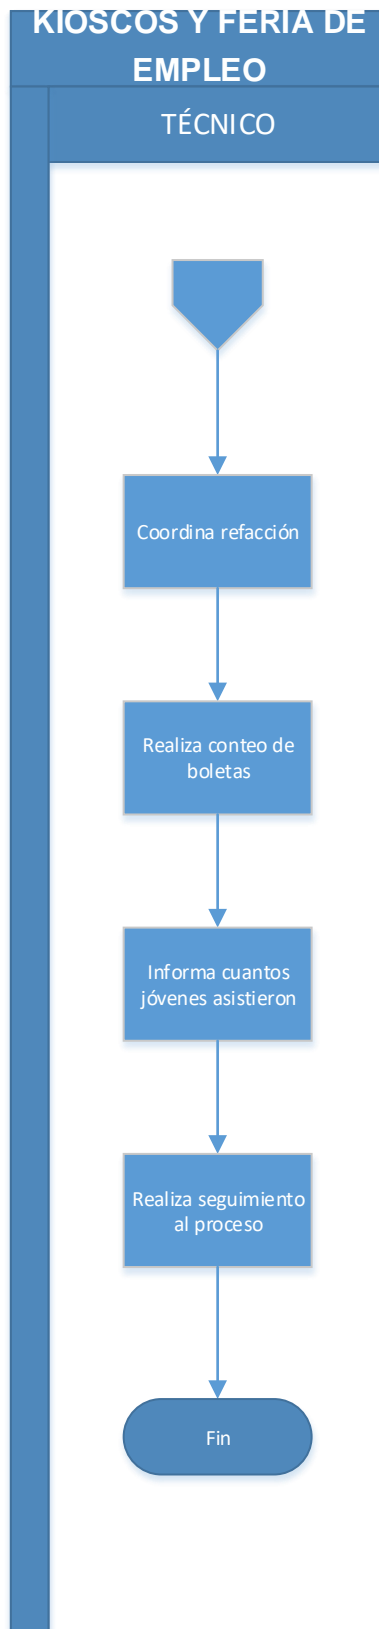 KIOSCOS Y FERIA DE
EMPLEO
TÉCNICO
Coordina refacción
Realiza conteo de
boletas
Informa cuantos
jóvenes asistieron
Realiza seguimiento
al proceso
Fin